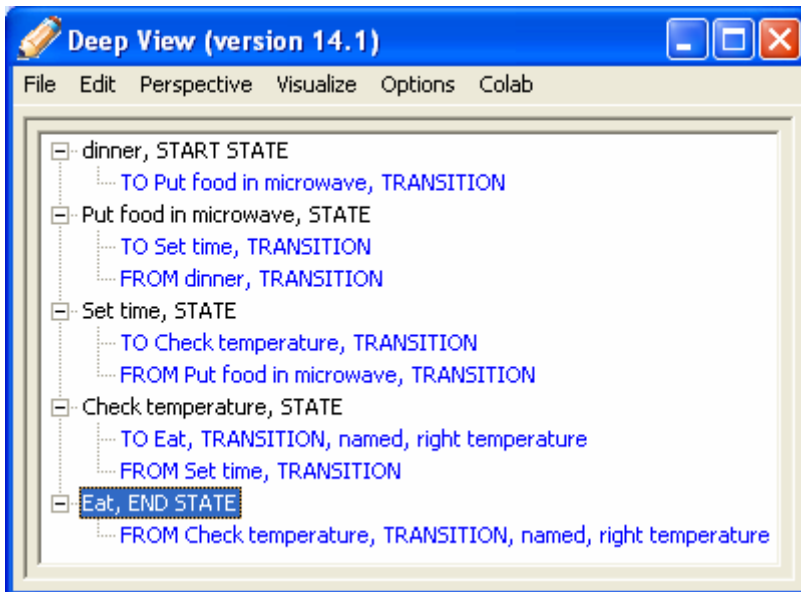 Deep View (version 14.1)
File Edit Perspective Visualize Options Colab
dinner, START STATE
TO Put food in microwave, TRANSITION
Put food in microwave, STATE
TO Set time, TRANSITION
FROM dinner, TRANSITION
Set time, STATE
TO Check temperature, TRANSITION
FROM Put food in microwave, TRANSITION
Check temperature, STATE
TO Eat, TRANSITION, named, right temperature
FROM Set time, TRANSITION
Eat, END STATE
FROM Check temperature, TRANSITION, named, right temperature